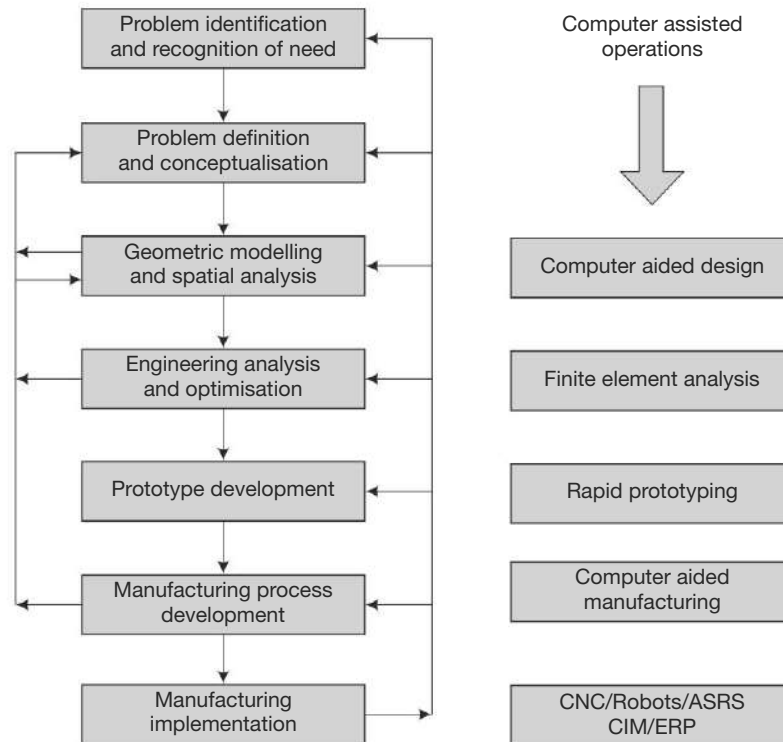 Problem identification
and recognition of need
Problem definition
and conceptualisation
Geometric modelling
and spatial analysis
Engineering analysis
and optimisation
Prototype development
Manufacturing process
development
Manufacturing
implementation
Computer assisted
operations
Computer aided design
Finite element analysis
Rapid prototyping
Computer aided
manufacturing
CNC/Robots/ASRS
CIM/ERP